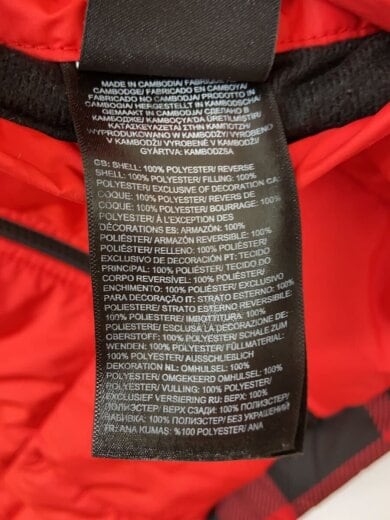 MADE IN CAMBODIA/ FABRIQUÉ
CAMBODGE/ FABRICADO EN CAMBOYA/
FABRICADO NO CAMBOJA/ PRODOTTO IN
CAMBOGIA/ HERGESTELLT IN KAMBODSCHA/
GEMAAKT IN CAMBODJA/ СДЕЛАНО В
КАМБОДЖЕ/ KAMBOÇYA'DA ÜRETİLMİŞTİR/
ΚΑΤΑΣΚΕΥΑΖΕΤΑΙ ΣΤΗΝ ΚΑΜΠΟΤΖΗ/
WYPRODUKOWANO W KAMBODŻY/ VYROBENO
V KAMBODŽI/ VYROBENÉ V KAMBODŽI/
GYÁRTVA: KAMBODZSA
GB: SHELL: 100% POLYESTER/ REVERSE
SHELL: 100% POLYESTER/ FILLING: 100%
POLYESTER/ EXCLUSIVE OF DECORATION CA:
COQUE: 100% POLYESTER/ REVERS DE
COQUE: 100% POLYESTER/ BOURRAGE: 100%
POLYESTER/ À L'EXCEPTION DES
DÉCORATIONS ES: ARMAZÓN: 100%
POLIÉSTER/ ARMAZÓN REVERSIBLE: 100%
POLIÉSTER/ RELLENO: 100% POLIÉSTER/
EXCLUSIVO DE DECORACIÓN PT: TECIDO
PRINCIPAL: 100% POLIÉSTER/ TECIDO DO
CORPO REVERSÍVEL: 100% POLIÉSTER/
ENCHIMENTO: 100% POLIÉSTER/ EXCLUSIVO
PARA DECORAÇÃO IT: STRATO ESTERNO: 100%
POLIESTERE/ STRATO ESTERNO REVERSIBILE:
100% POLIESTERE/ IMBOTTITURA: 100%
POLIESTERE/ ESCLUSA LA DECORAZIONE DE:
OBERSTOFF: 100% POLYESTER/ SCHALE ZUM
WENDEN: 100% POLYESTER/ FÜLLMATERIAL:
100% POLYESTER/ AUSSCHLIEßLICH
DEKORATION NL: OMHULSEL: 100%
POLYESTER/ OMGEKEERD OMHULSEL: 100%
POLYESTER/ VULLING: 100% POLYESTER/
EXCLUSIEF VERSIERING RU: ВЕРХ: 100%
ПОЛИЭСТЕР/ ВЕРХ СЗАДИ: 100% ПОЛИЭСТЕР/
НАБИВКА: 100% ПОЛИЭСТЕР/ БЕЗ УКРАШЕНИЙ
TR: ANA KUMAS: %100 POLYESTER/ ANA